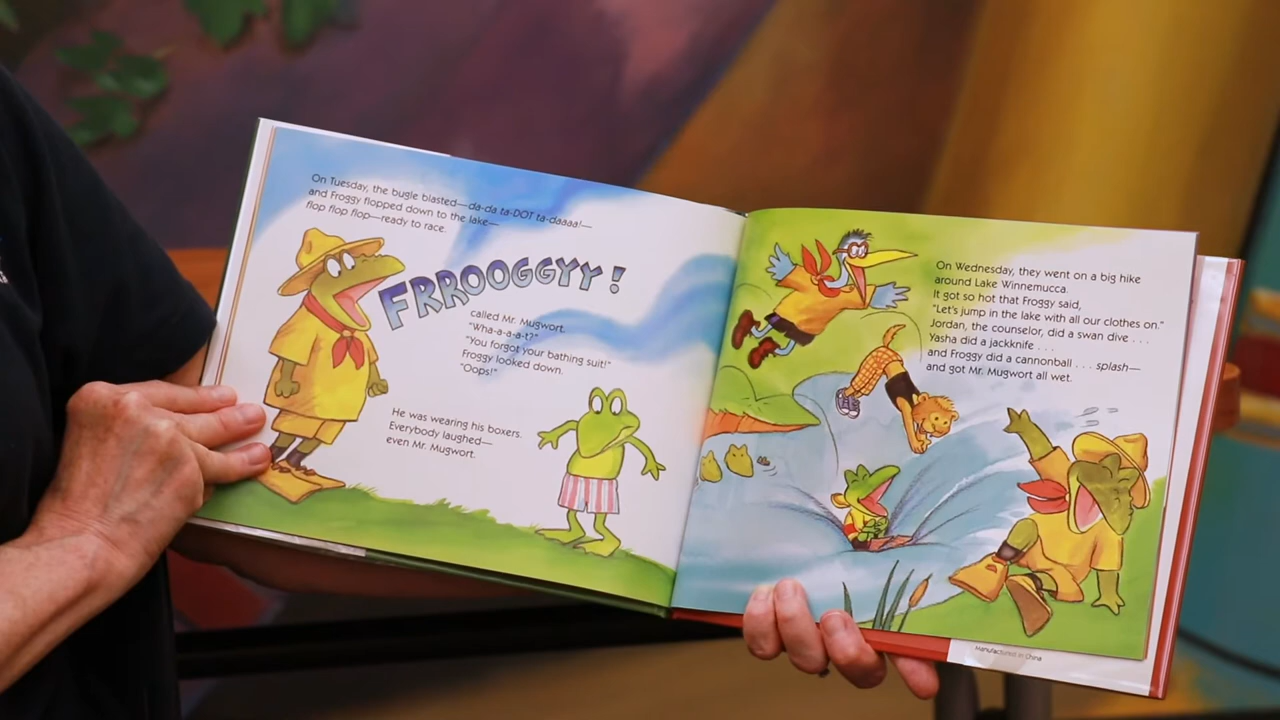 On Tuesday, the bugle blasted—da-da ta-DOT ta-daaaa!—
and Froggy flopped down to the lake—
flop flop flop—ready to race.
FRROOGGYY!
called Mr. Mugwort.
"Wha-a-a-a-t?"
"You forgot your bathing suit!"
Froggy looked down.
"Oops!"
He was wearing his boxers.
Everybody laughed—
even Mr. Mugwort.
On Wednesday, they went on a big hike
around Lake Winnemucca.
It got so hot that Froggy said,
"Let's jump in the lake with all our clothes on."
Jordan, the counselor, did a swan dive . . .
Yasha did a jackknife . . .
and Froggy did a cannonball . . . splash—
and got Mr. Mugwort all wet.
Manufactured in China